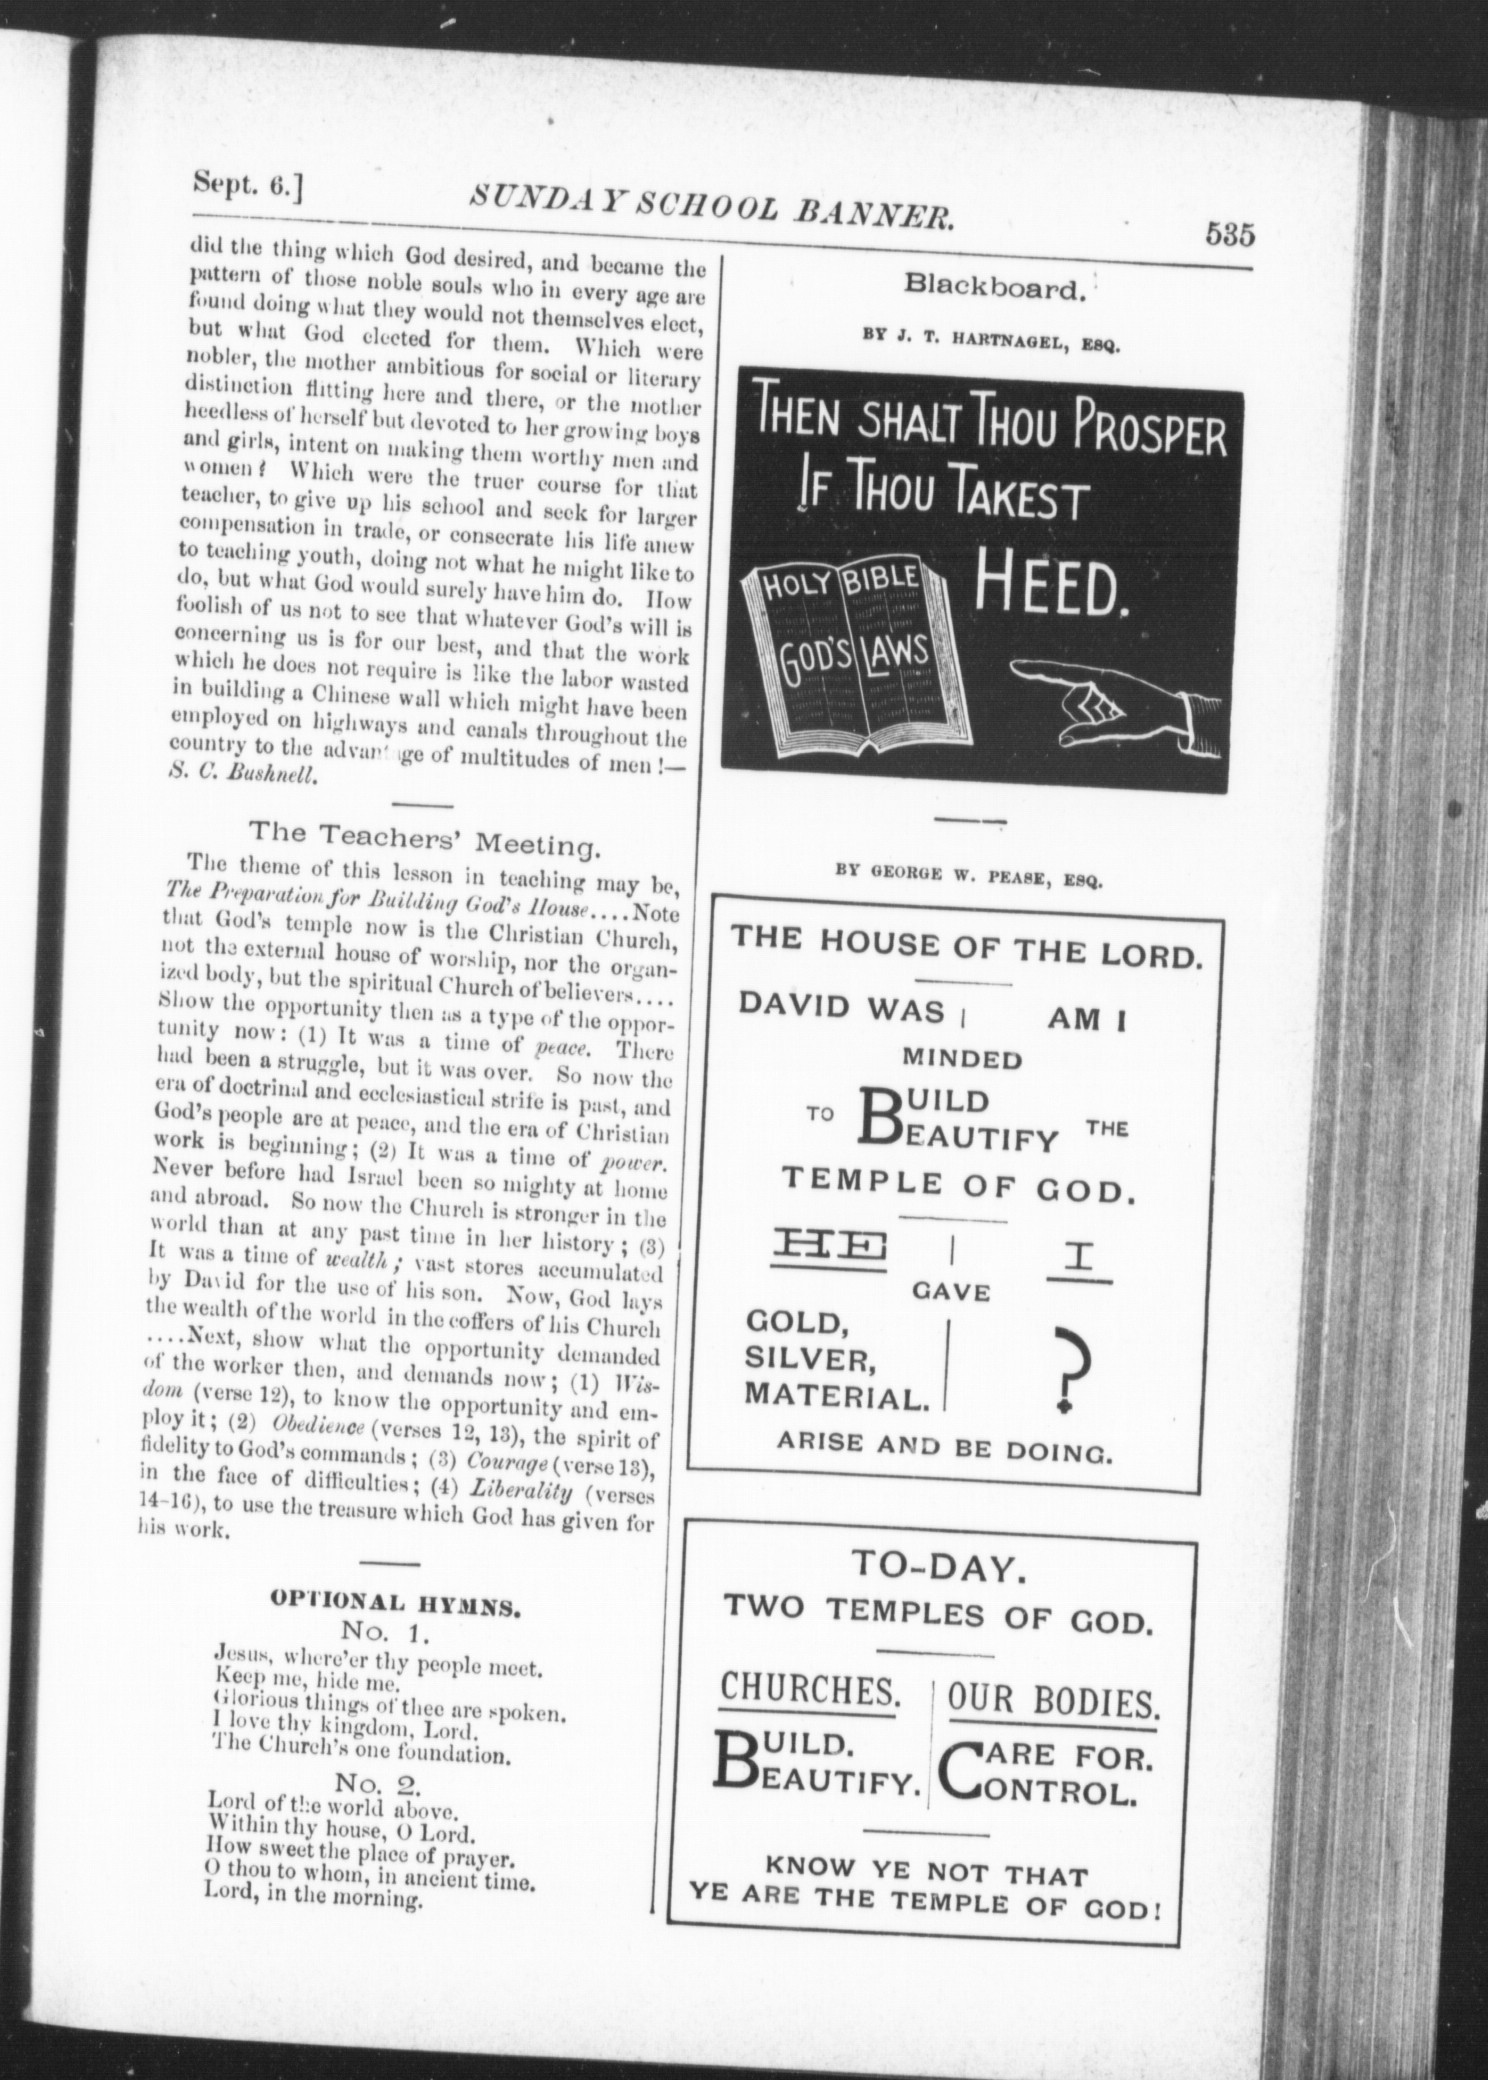 Sept. 6.]
SUNDAY SCHOOL BANNER.
535
did the thing which God desired, and became the
pattern of those noble souls who in every age are
found doing what they would not themselves elect,
but what God elected for them. Which were
nobler, the mother ambitious for social or literary
distinction flitting here and there, or the mother
heedless of herself but devoted to her growing boys
and girls, intent on making them worthy men and
women? Which were the truer course for that
teacher, to give up his school and seek for larger
compensation in trade, or consecrate his life anew
to teaching youth, doing not what he might like to
do, but what God would surely have him do. How
foolish of us not to see that whatever God's will is
concerning us is for our best, and that the work
which he does not require is like the labor wasted
in building a Chinese wall which might have been
employed on highways and canals throughout the
country to the advantage of multitudes of men!—
S. C. Bushnell.
The Teachers' Meeting.
The theme of this lesson in teaching may be,
The Preparation for Building God's House....Note
that God's temple now is the Christian Church,
not the external house of worship, nor the organ-
ized body, but the spiritual Church of believers....
Show the opportunity then as a type of the oppor-
tunity now: (1) It was a time of peace. There
had been a struggle, but it was over. So now the
era of doctrinal and ecclesiastical strife is past, and
God's people are at peace, and the era of Christian
work is beginning; (2) It was a time of power.
Never before had Israel been so mighty at home
and abroad. So now the Church is stronger in the
world than at any past time in her history; (3)
It was a time of wealth; vast stores accumulated
by David for the use of his son. Now, God lays
the wealth of the world in the coffers of his Church
....Next, show what the opportunity demanded
of the worker then, and demands now; (1) Wis-
dom (verse 12), to know the opportunity and em-
ploy it; (2) Obedience (verses 12, 13), the spirit of
fidelity to God's commands; (3) Courage (verse 13),
in the face of difficulties; (4) Liberality (verses
14-16), to use the treasure which God has given for
his work.
OPTIONAL HYMNS.
No. 1.
Jesus, where'er thy people meet.
Keep me, hide me.
Glorious things of thee are spoken.
I love thy kingdom, Lord.
The Church's one foundation.
No. 2.
Lord of the world above.
Within thy house, O Lord.
How sweet the place of prayer.
O thou to whom, in ancient time.
Lord, in the morning.
Blackboard.
BY J. T. HARTNAGEL, ESQ.
THEN SHALT THOU PROSPER
IF THOU TAKEST
HEED.
HOLY BIBLE
GOD'S LAWS
BY GEORGE W. PEASE, ESQ.
THE HOUSE OF THE LORD.
DAVID WAS | AM I
MINDED
TO BUILD THE
BEAUTIFY
TEMPLE OF GOD.
HE | I
GAVE
GOLD,
SILVER,
MATERIAL. | ?
ARISE AND BE DOING.
TO-DAY.
TWO TEMPLES OF GOD.
CHURCHES. | OUR BODIES.
BUILD. | CARE FOR.
BEAUTIFY. | CONTROL.
KNOW YE NOT THAT
YE ARE THE TEMPLE OF GOD!